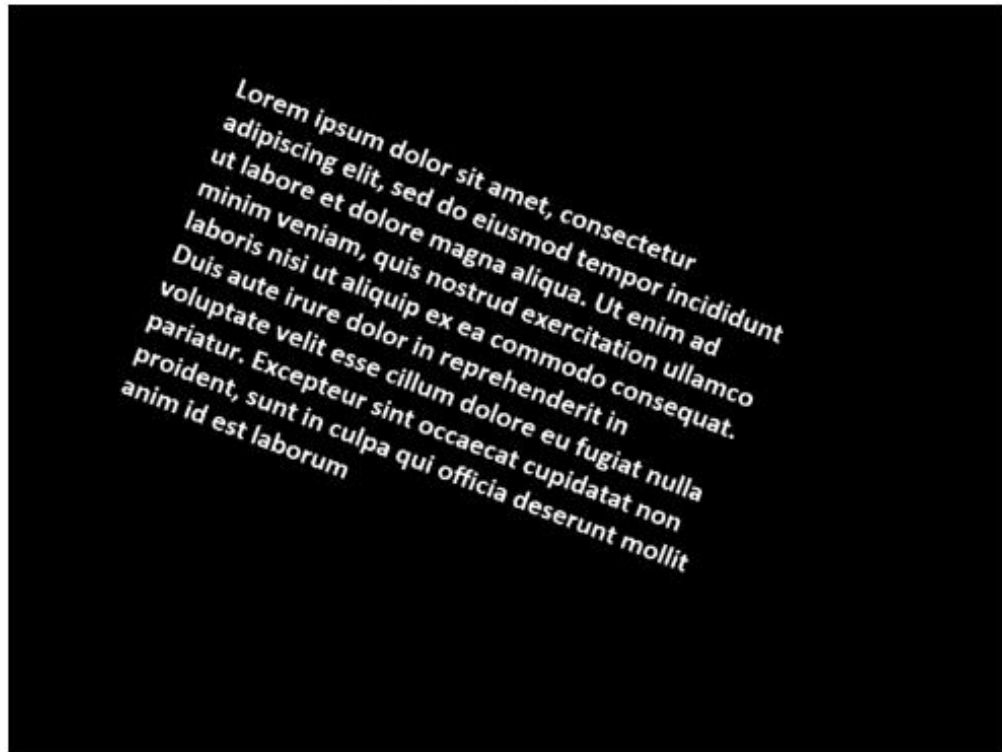 Lorem ipsum dolor sit amet, consectetur
adipiscing elit, sed do eiusmod tempor incididunt
ut labore et dolore magna aliqua. Ut enim ad
minim veniam, quis nostrud exercitation ullamco
laboris nisi ut aliquip ex ea commodo consequat.
Duis aute irure dolor in reprehenderit in
voluptate velit esse cillum dolore eu fugiat nulla
pariatur. Excepteur sint occaecat cupidatat non
proident, sunt in culpa qui officia deserunt mollit
anim id est laborum